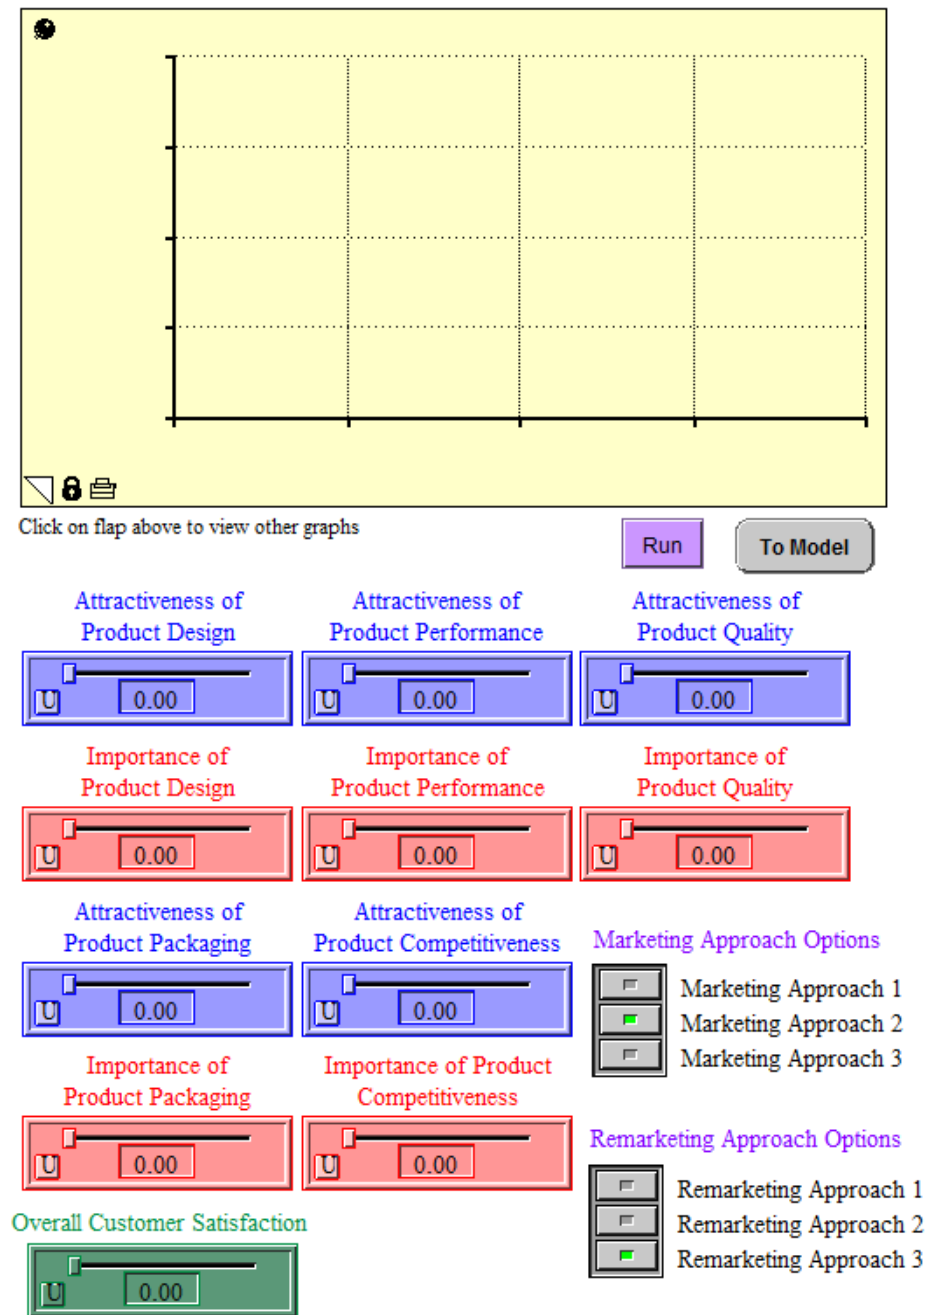 Click on flap above to view other graphs
Run
To Model
Attractiveness of
Product Design
Attractiveness of
Product Performance
Attractiveness of
Product Quality
U
0.00
U
0.00
U
0.00
Importance of
Product Design
Importance of
Product Performance
Importance of
Product Quality
U
0.00
U
0.00
U
0.00
Attractiveness of
Product Packaging
Attractiveness of
Product Competitiveness
U
0.00
U
0.00
Marketing Approach Options
Marketing Approach 1
Marketing Approach 2
Marketing Approach 3
Importance of
Product Packaging
Importance of Product
Competitiveness
U
0.00
U
0.00
Remarketing Approach Options
Remarketing Approach 1
Remarketing Approach 2
Remarketing Approach 3
Overall Customer Satisfaction
U
0.00